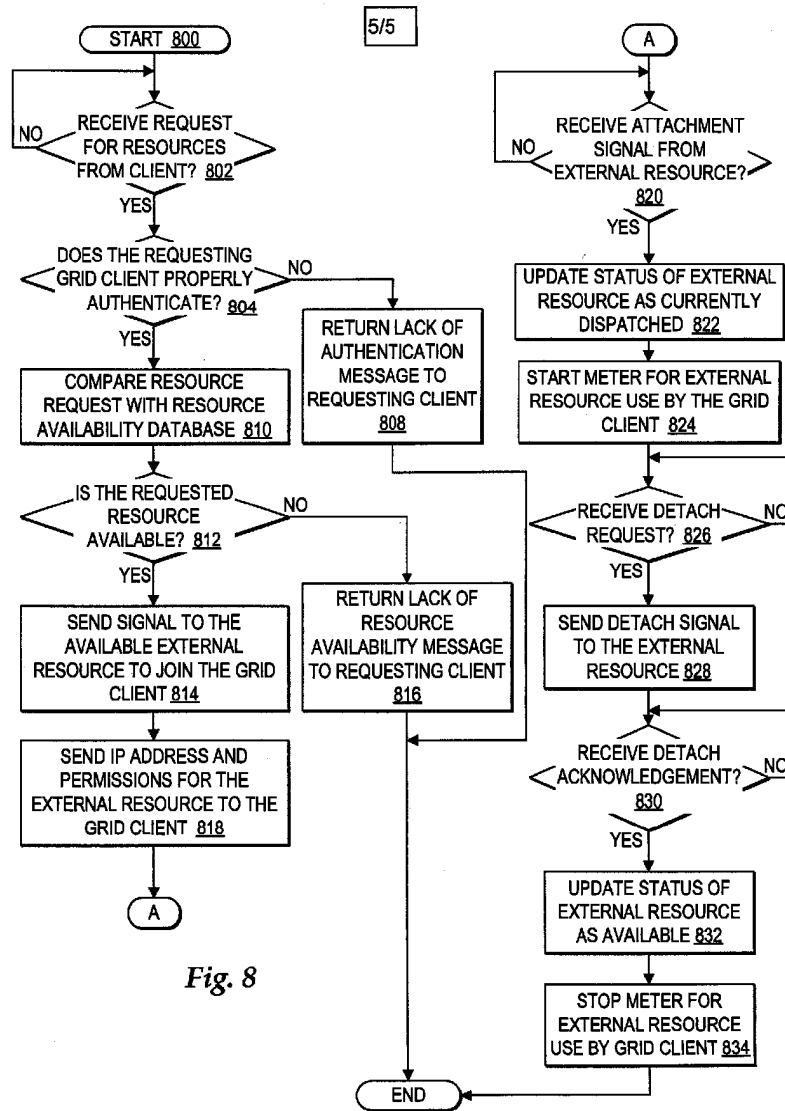 5/5
START 800
RECEIVE REQUEST
FOR RESOURCES
FROM CLIENT? 802
NO
YES
DOES THE REQUESTING
GRID CLIENT PROPERLY
AUTHENTICATE? 804
NO
YES
RETURN LACK OF
AUTHENTICATION
MESSAGE TO
REQUESTING CLIENT
808
COMPARE RESOURCE
REQUEST WITH RESOURCE
AVAILABILITY DATABASE 810
IS THE REQUESTED
RESOURCE
AVAILABLE? 812
NO
YES
RETURN LACK OF
RESOURCE
AVAILABILITY MESSAGE
TO REQUESTING CLIENT
816
SEND SIGNAL TO THE
AVAILABLE EXTERNAL
RESOURCE TO JOIN THE GRID
CLIENT 814
SEND IP ADDRESS AND
PERMISSIONS FOR THE
EXTERNAL RESOURCE TO THE
GRID CLIENT 818
A
Fig. 8
A
RECEIVE ATTACHMENT
SIGNAL FROM
EXTERNAL RESOURCE?
820
NO
YES
UPDATE STATUS OF EXTERNAL
RESOURCE AS CURRENTLY
DISPATCHED 822
START METER FOR EXTERNAL
RESOURCE USE BY THE GRID
CLIENT 824
RECEIVE DETACH
REQUEST? 826
NO
YES
SEND DETACH SIGNAL
TO THE EXTERNAL
RESOURCE 828
RECEIVE DETACH
ACKNOWLEDGEMENT?
830
NO
YES
UPDATE STATUS OF
EXTERNAL RESOURCE
AS AVAILABLE 832
STOP METER FOR
EXTERNAL RESOURCE
USE BY GRID CLIENT 834
END